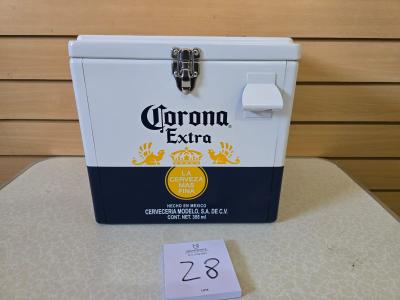 Corona
Extra
LA
CERVEZA
MAS
FINA
HECHO EN MEXICO
CERVECERIA MODELO, S.A. DE C.V.
CONT. NET. 355 ml
28